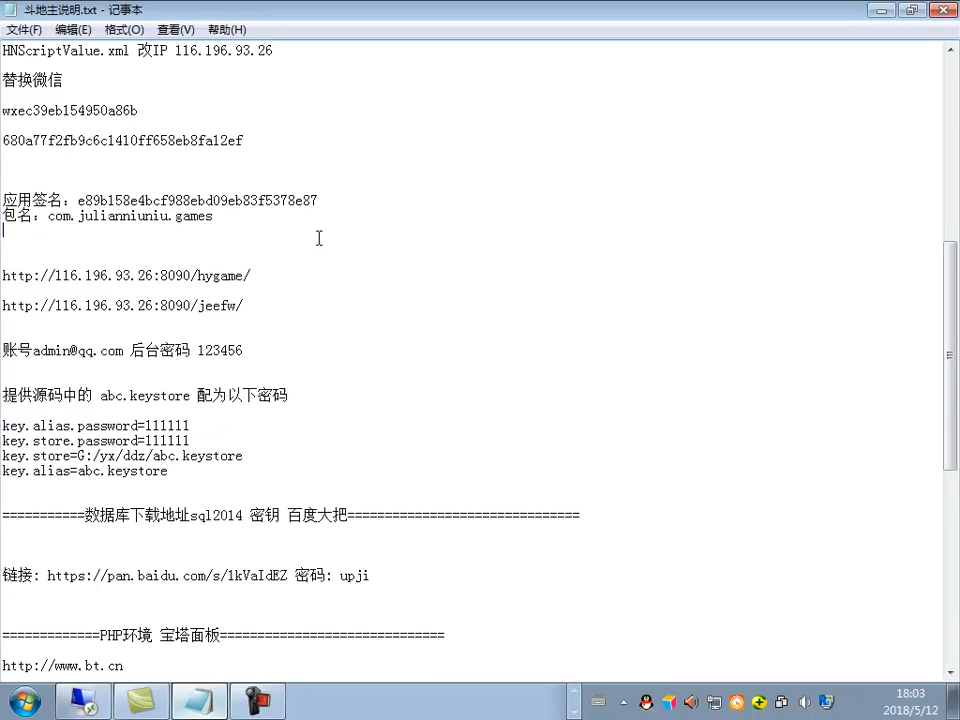 斗地主说明.txt - 记事本
文件(F) 编辑(E) 格式(O) 查看(V) 帮助(H)
HNScriptValue.xml 改IP 116.196.93.26
替换微信
wxec39eb154950a86b
680a77f2fb9c6c1410ff658eb8fa12ef
应用签名: e89b158e4bcf988ebd09eb83f5378e87
包名: com.julianniuniu.games
http://116.196.93.26:8090/hygame/
http://116.196.93.26:8090/jeefw/
账号admin@qq.com 后台密码 123456
提供源码中的 abc.keystore 配为以下密码
key.alias.password=111111
key.store.password=111111
key.store=G:/yx/ddz/abc.keystore
key.alias=abc.keystore
===========数据库下载地址sql2014 密钥 百度大把===============================
链接: https://pan.baidu.com/s/1kVaIdEZ 密码: upji
=============PHP环境 宝塔面板==============================
http://www.bt.cn
18:03
2018/5/12